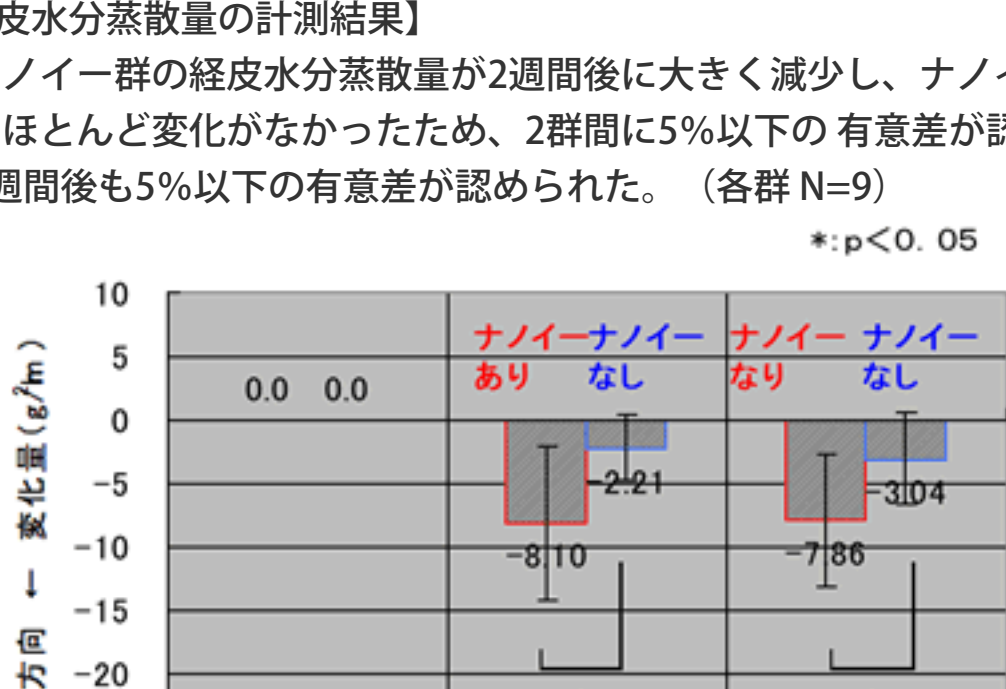 皮水分蒸散量の計測結果】
ノイー群の経皮水分蒸散量が2週間後に大きく減少し、ナノイ
ほとんど変化がなかったため、2群間に5%以下の 有意差が認
週間後も5%以下の有意差が認められた。（各群 N=9）
*:p<0. 05
10
5
0
-5
-10
-15
-20
方向 ← 変化量(g/㎡)
0.0 0.0
ナノイーあり
ナノイーなし
ナノイーなり
ナノイーなし
-8.10
-2.21
-7.86
-3.04